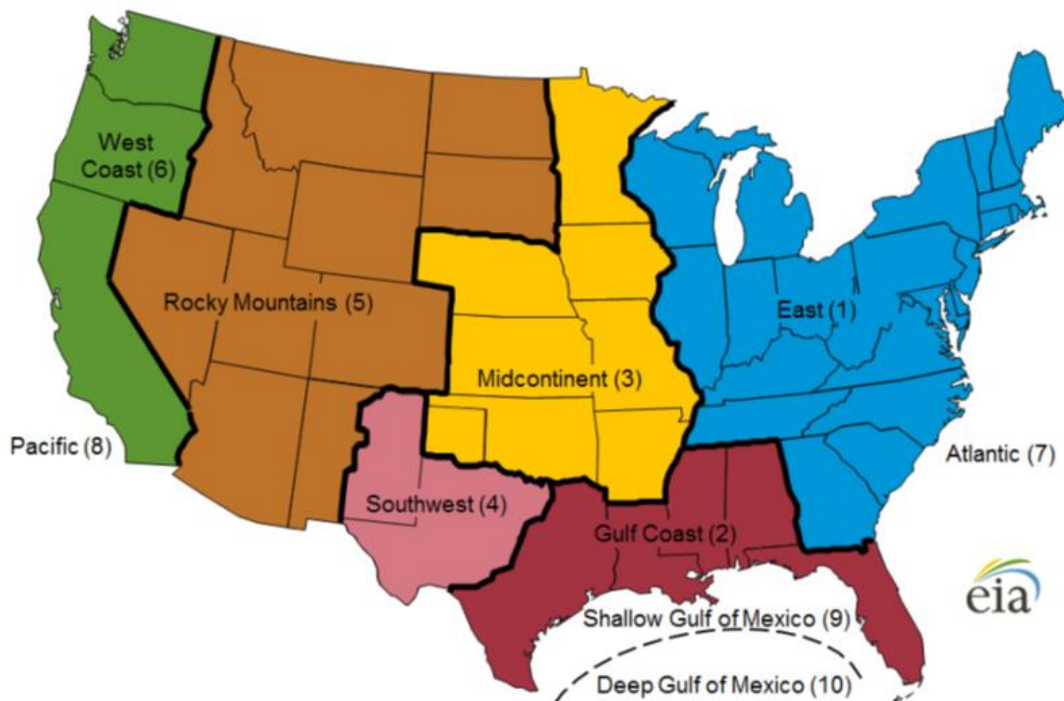 West
Coast (6)
Rocky Mountains (5)
East (1)
Midcontinent (3)
Pacific (8)
Atlantic (7)
Southwest (4)
Gulf Coast (2)
eia
Shallow Gulf of Mexico (9)
Deep Gulf of Mexico (10)